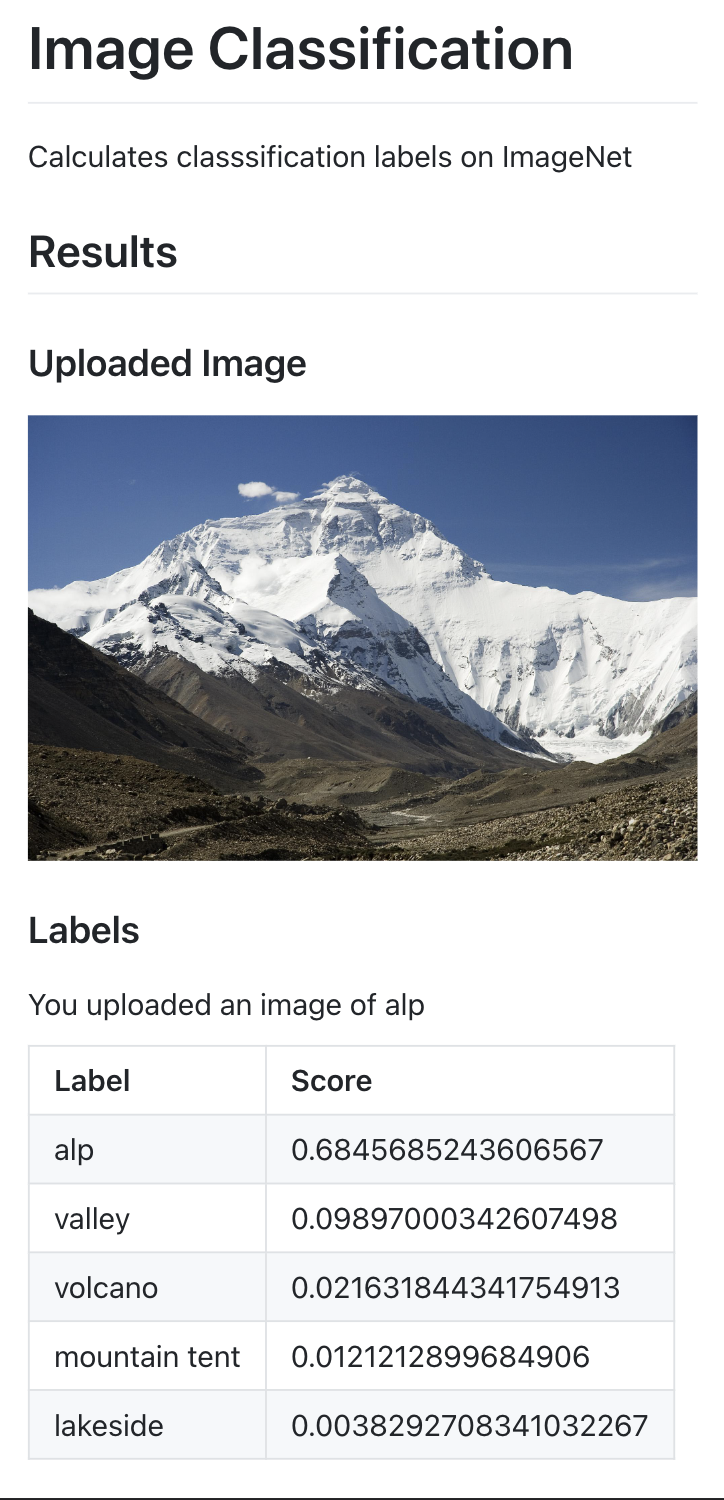 Image Classification
Calculates classsification labels on ImageNet
Results
Uploaded Image
Labels
You uploaded an image of alp
Label Score
alp 0.6845685243606567
valley 0.09897000342607498
volcano 0.021631844341754913
mountain tent 0.0121212899684906
lakeside 0.0038292708341032267